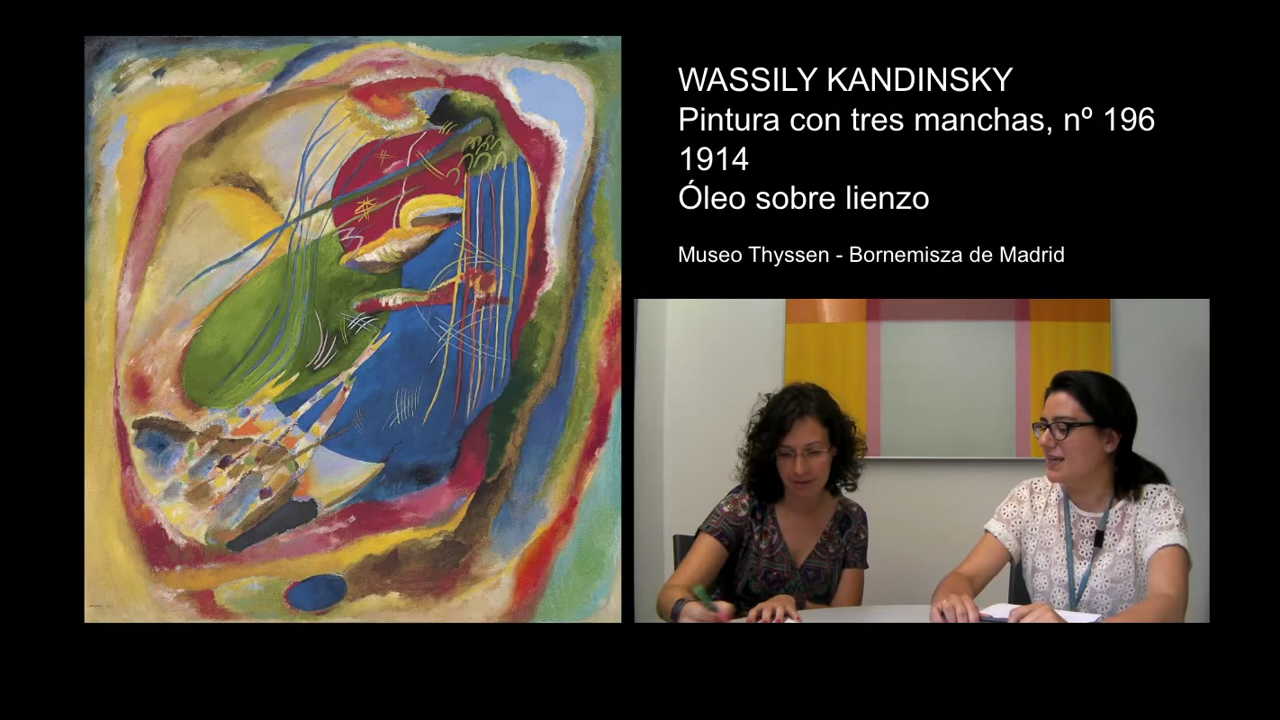 WASSILY KANDINSKY
Pintura con tres manchas, nº 196
1914
Óleo sobre lienzo
Museo Thyssen - Bornemisza de Madrid